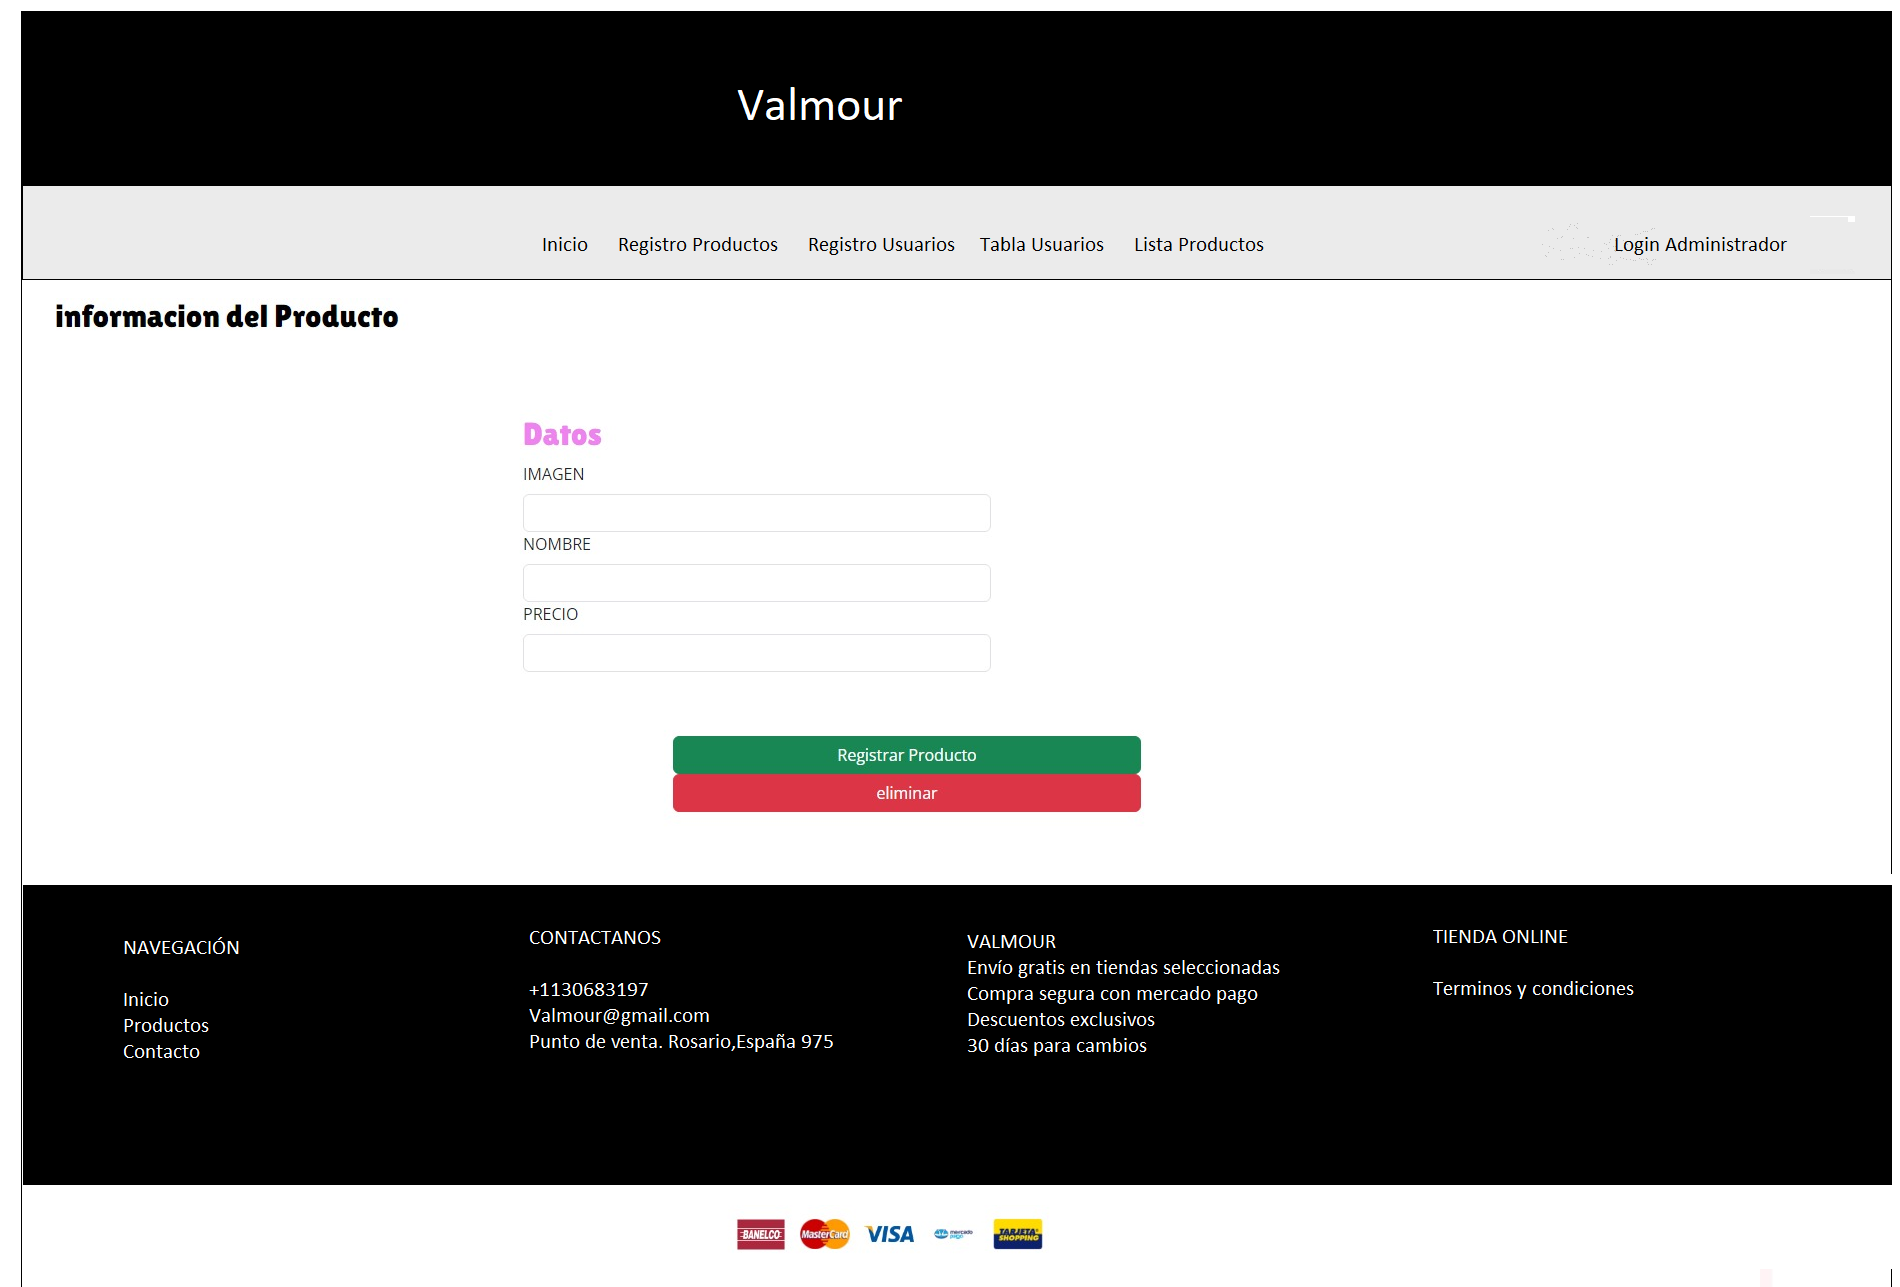 Valmour
Inicio Registro Productos Registro Usuarios Tabla Usuarios Lista Productos Login Administrador
informacion del Producto
Datos
IMAGEN
NOMBRE
PRECIO
Registrar Producto
eliminar
NAVEGACIÓN
Inicio
Productos
Contacto
CONTACTANOS
+1130683197
Valmour@gmail.com
Punto de venta. Rosario,España 975
VALMOUR
Envío gratis en tiendas seleccionadas
Compra segura con mercado pago
Descuentos exclusivos
30 días para cambios
TIENDA ONLINE
Terminos y condiciones
BANELCO
MasterCard
VISA
mercado
pago
TARJETA
SHOPPING